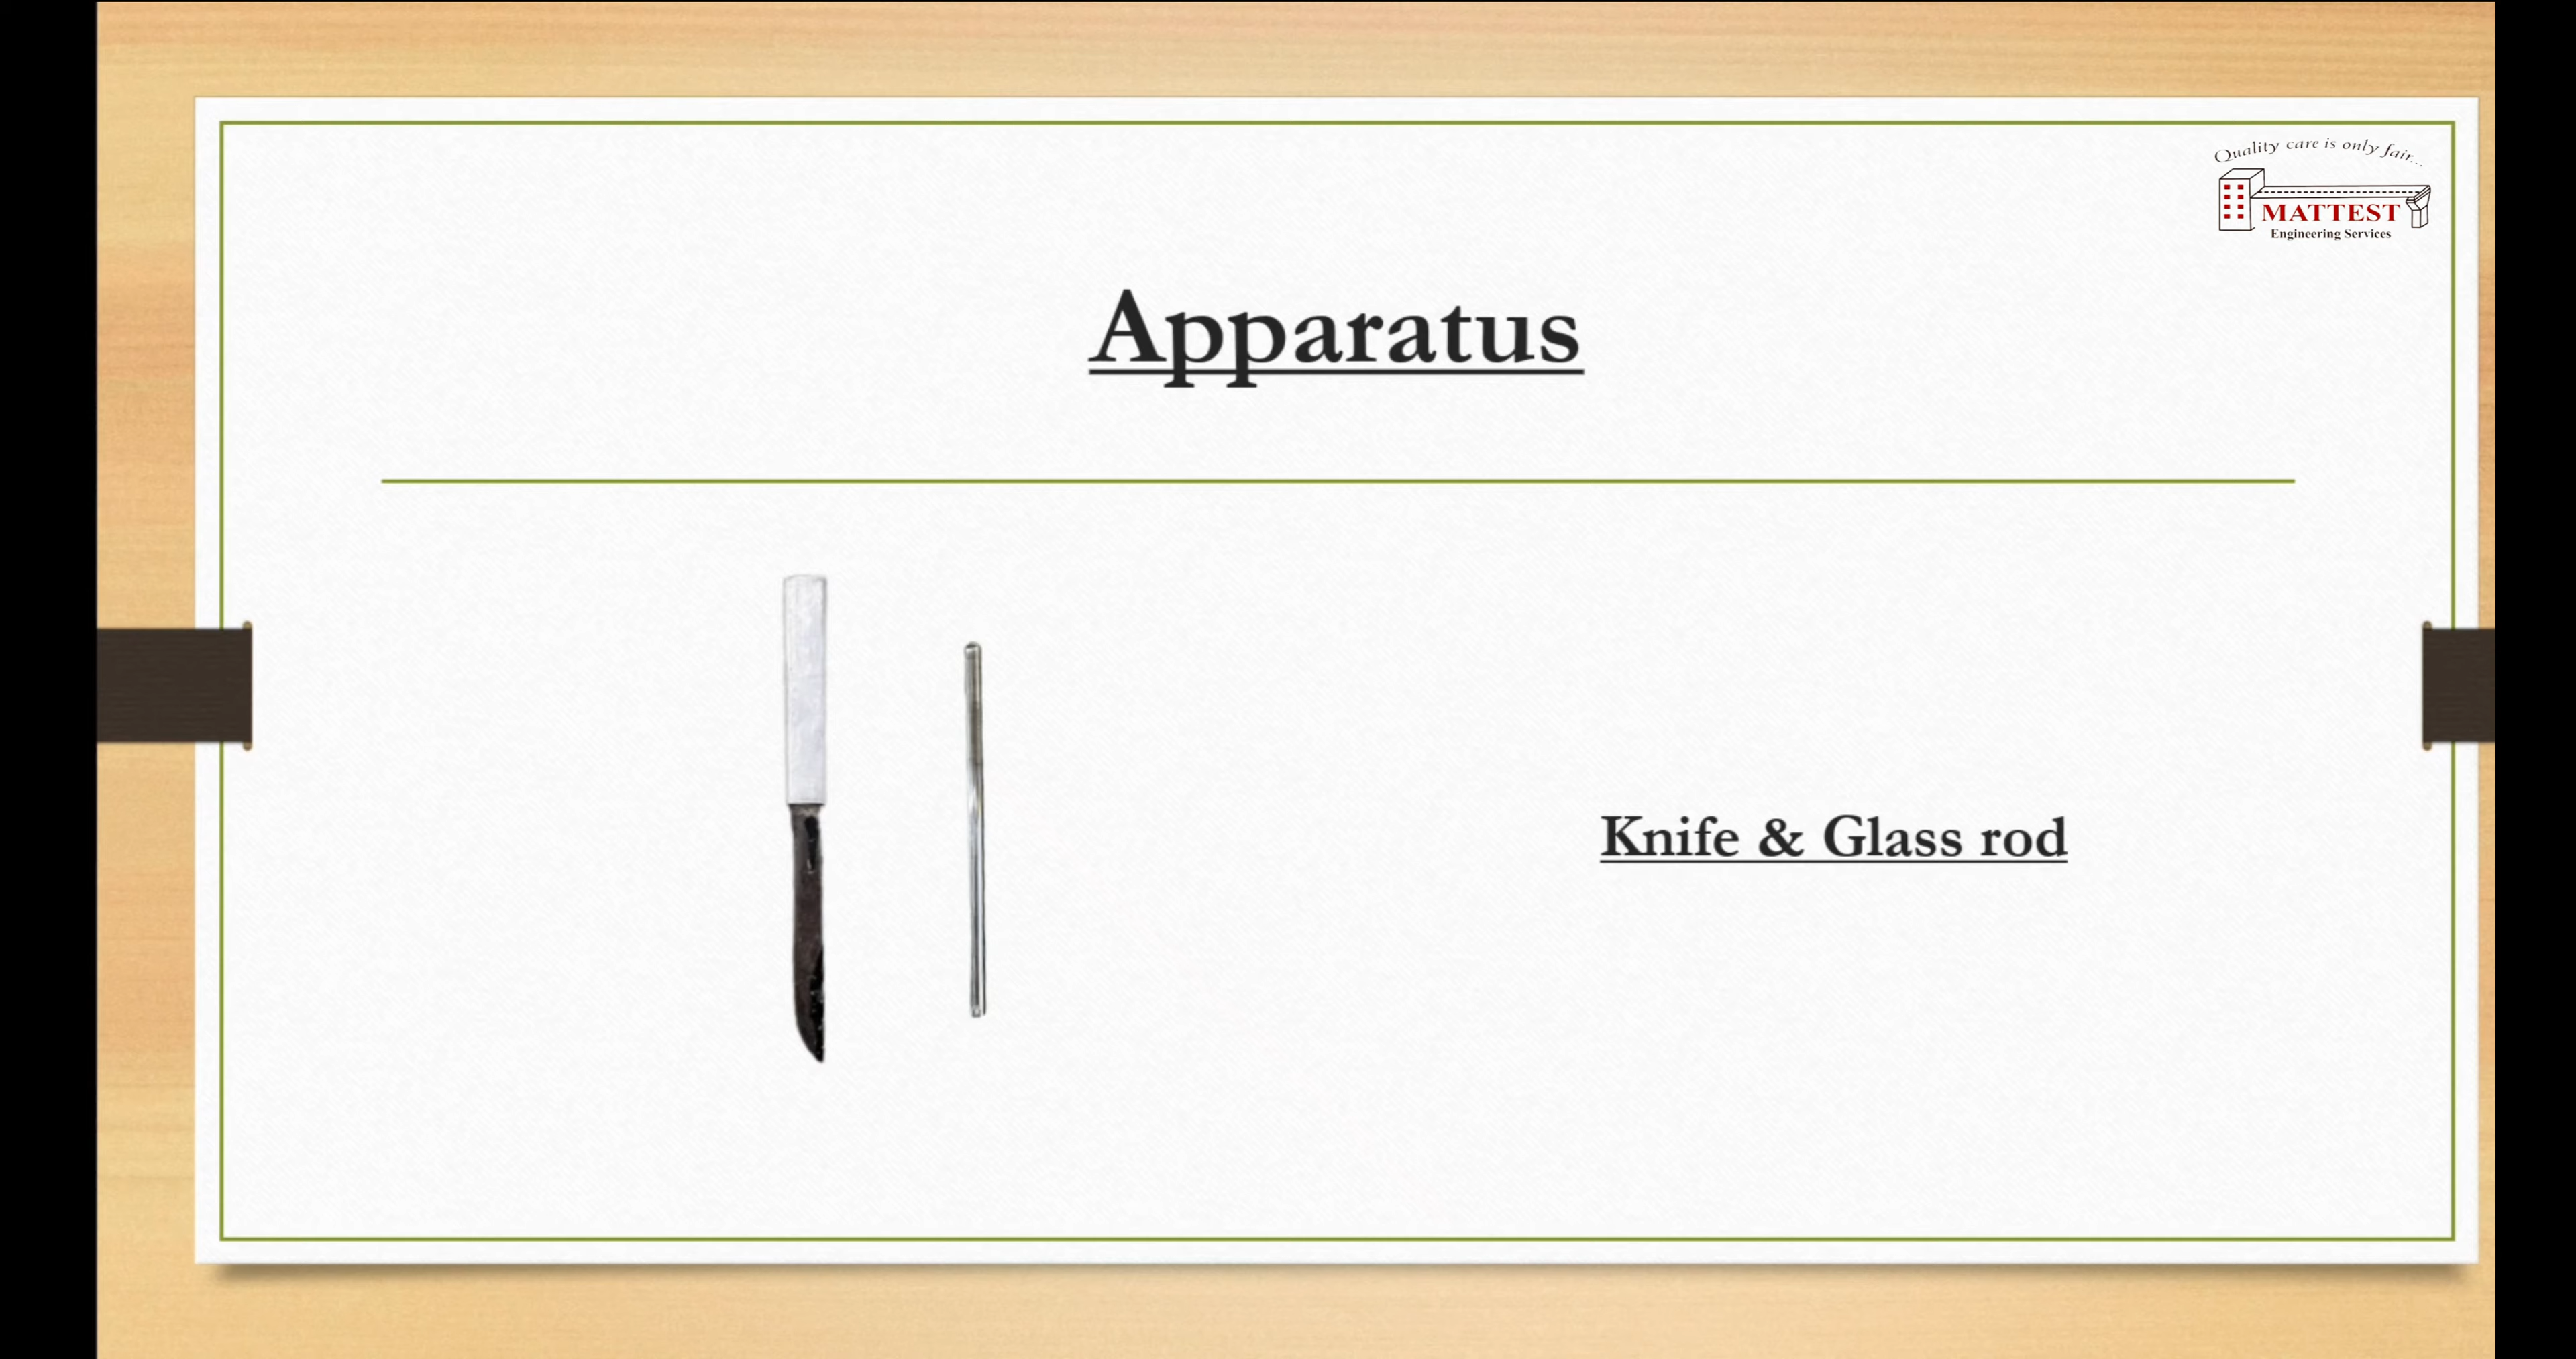 Quality care is only fair...
MATTEST
Engineering Services
Apparatus
Knife & Glass rod